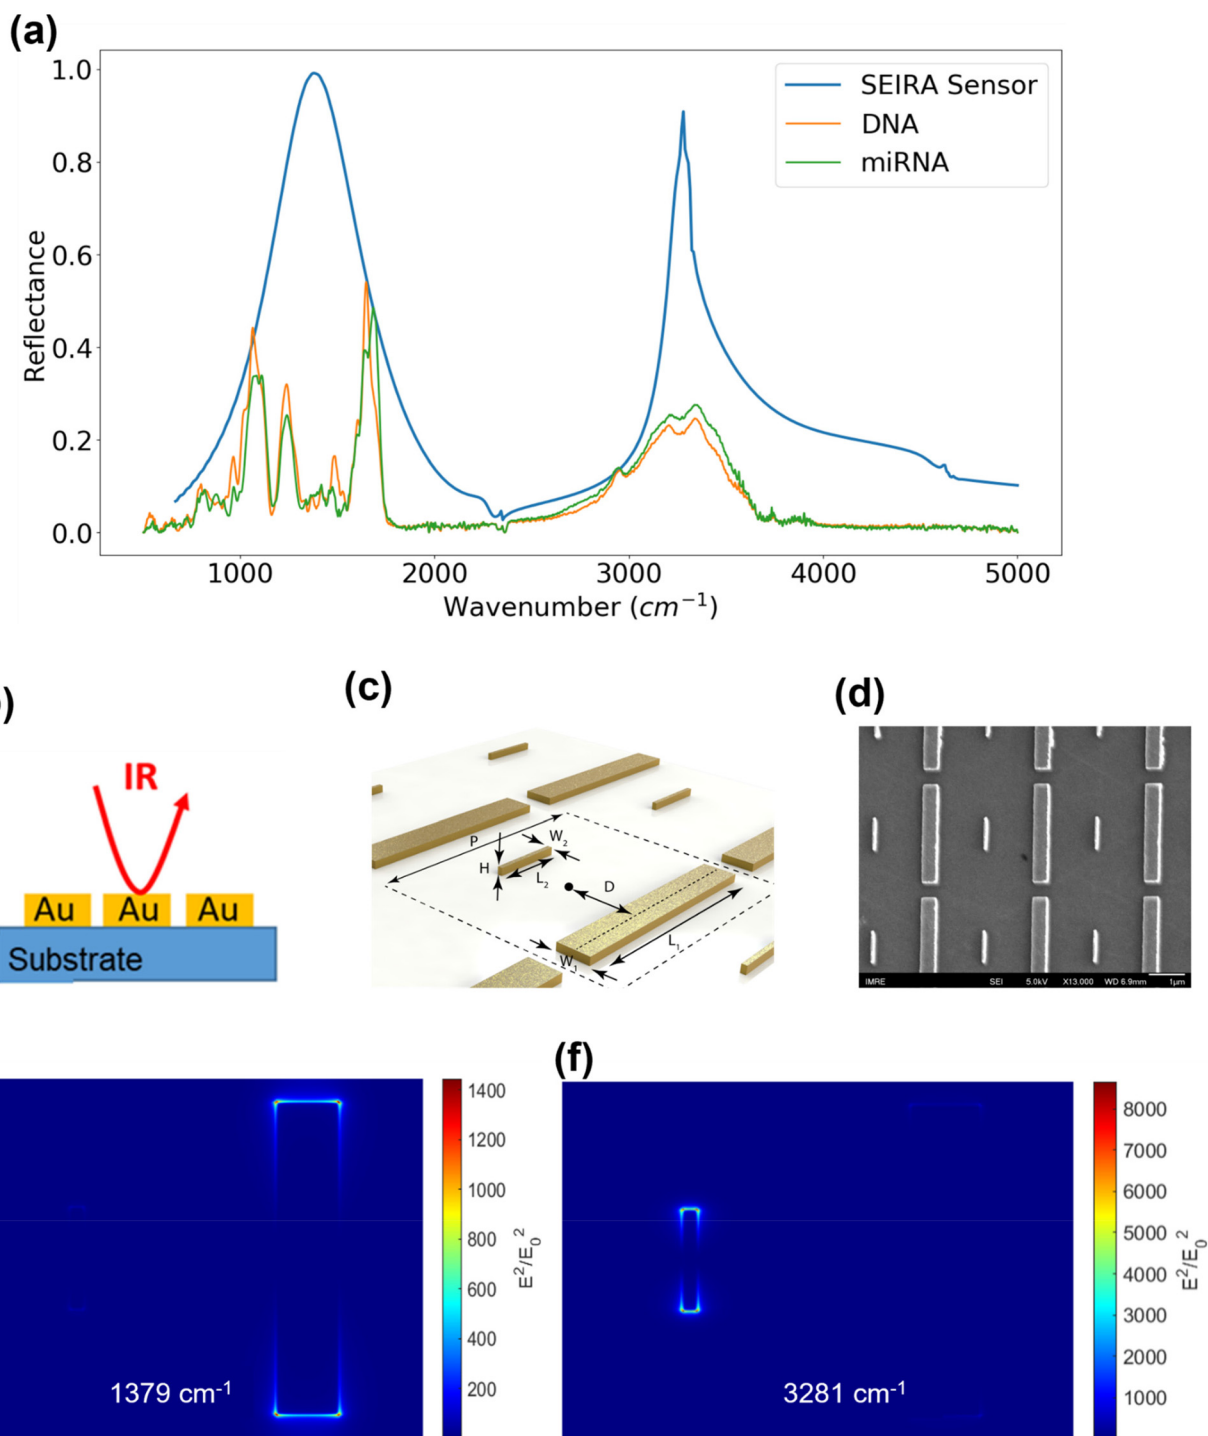 (a)
1.0
0.8
0.6
0.4
0.2
0.0
Reflectance
SEIRA Sensor
DNA
miRNA
1000 2000 3000 4000 5000
Wavenumber (cm⁻¹)
)
(c)
(d)
IR
Au Au Au
Substrate
P
W₂
H
L₂
D
L₁
W₁
IMRE SEI 5.0kV X13,000 WD 6.9mm 1µm
(f)
1400
1200
1000
800
600
400
200
E²/E₀²
1379 cm⁻¹
8000
7000
6000
5000
4000
3000
2000
1000
E²/E₀²
3281 cm⁻¹